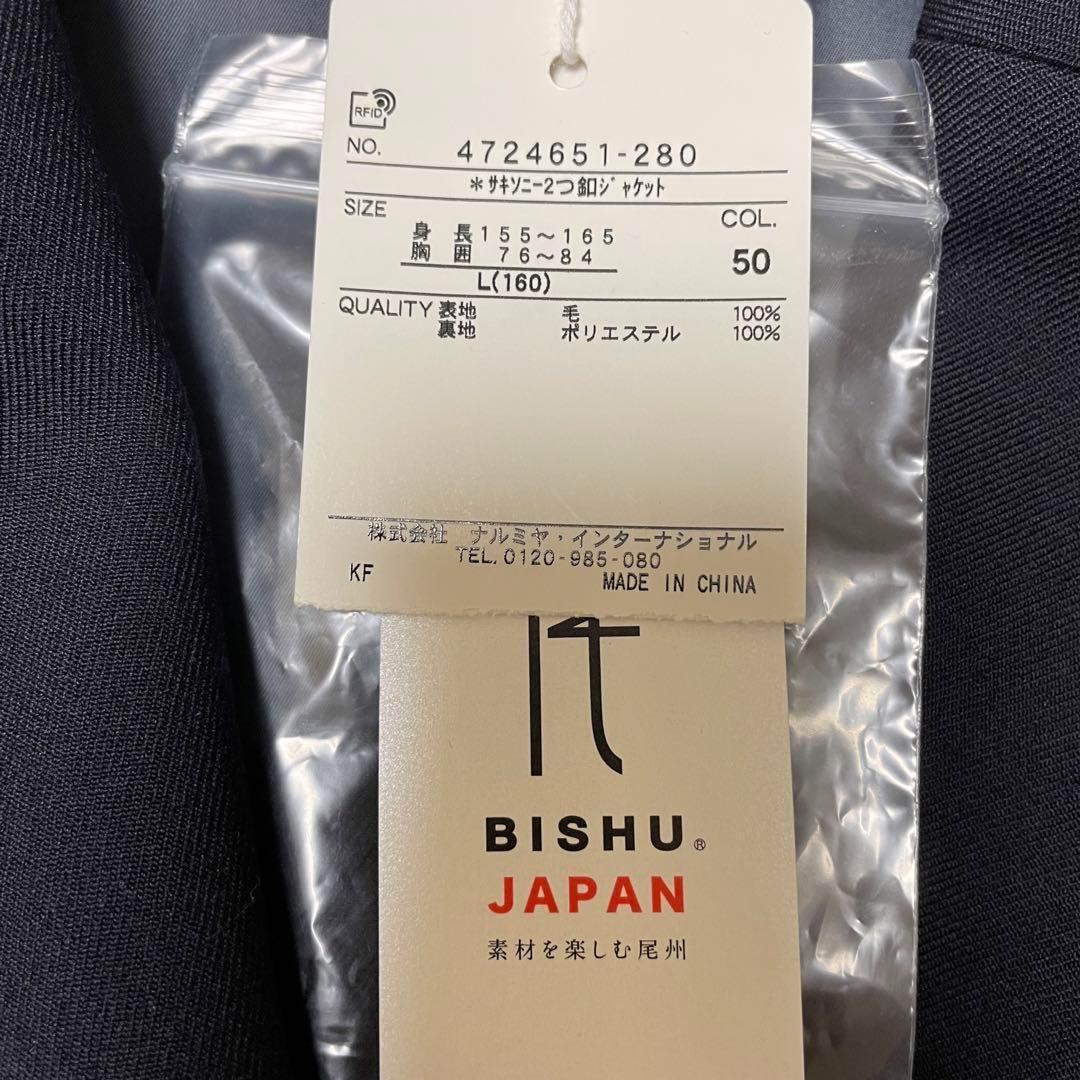 RFID
NO. 4724651-280
*ｻｷｿﾆｰ2つ釦ｼﾞｬｹｯﾄ
SIZE COL.
身長155～165
胸囲 76～84
50
L(160)
QUALITY 表地 毛 100%
裏地 ポリエステル 100%
株式会社 ナルミヤ・インターナショナル
TEL.0120-985-080
KF MADE IN CHINA
BISHU®
JAPAN
素材を楽しむ尾州